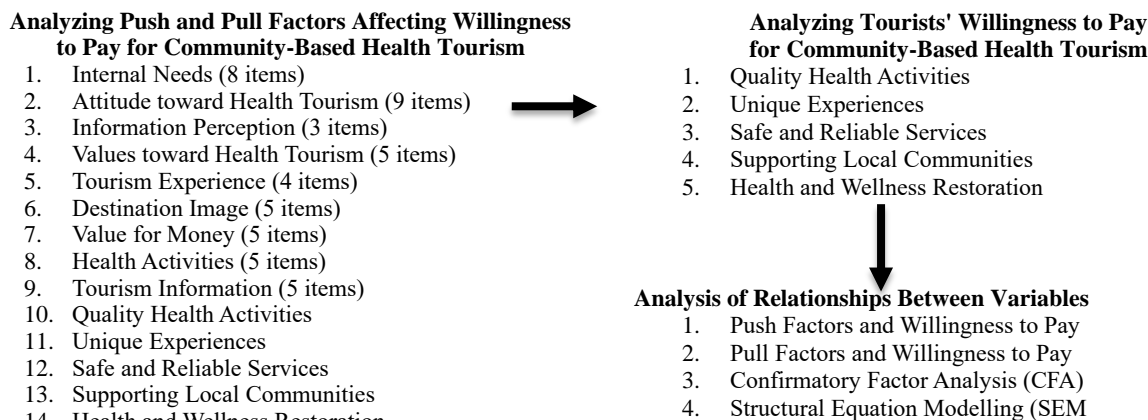 Analyzing Push and Pull Factors Affecting Willingness
to Pay for Community-Based Health Tourism
1. Internal Needs (8 items)
2. Attitude toward Health Tourism (9 items)
3. Information Perception (3 items)
4. Values toward Health Tourism (5 items)
5. Tourism Experience (4 items)
6. Destination Image (5 items)
7. Value for Money (5 items)
8. Health Activities (5 items)
9. Tourism Information (5 items)
10. Quality Health Activities
11. Unique Experiences
12. Safe and Reliable Services
13. Supporting Local Communities
14. Health and Wellness Restoration
Analyzing Tourists' Willingness to Pay
for Community-Based Health Tourism
1. Quality Health Activities
2. Unique Experiences
3. Safe and Reliable Services
4. Supporting Local Communities
5. Health and Wellness Restoration
Analysis of Relationships Between Variables
1. Push Factors and Willingness to Pay
2. Pull Factors and Willingness to Pay
3. Confirmatory Factor Analysis (CFA)
4. Structural Equation Modelling (SEM